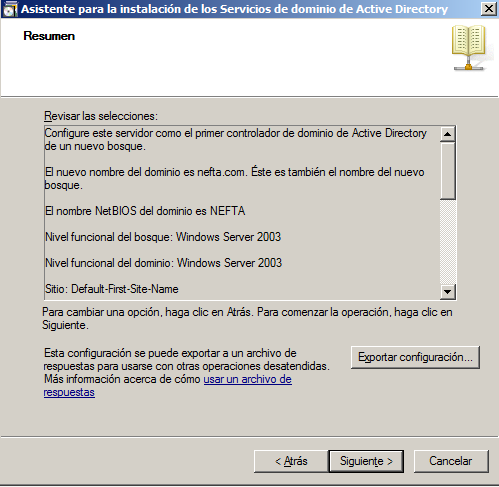 Asistente para la instalación de los Servicios de dominio de Active Directory
Resumen
Revisar las selecciones:
Configure este servidor como el primer controlador de dominio de Active Directory
de un nuevo bosque.
El nuevo nombre del dominio es nefta.com. Éste es también el nombre del nuevo
bosque.
El nombre NetBIOS del dominio es NEFTA
Nivel funcional del bosque: Windows Server 2003
Nivel funcional del dominio: Windows Server 2003
Sitio: Default-First-Site-Name
Para cambiar una opción, haga clic en Atrás. Para comenzar la operación, haga clic en
Siguiente.
Esta configuración se puede exportar a un archivo de
respuestas para usarse con otras operaciones desatendidas.
Más información acerca de cómo usar un archivo de
respuestas
Exportar configuración...
< Atrás
Siguiente >
Cancelar